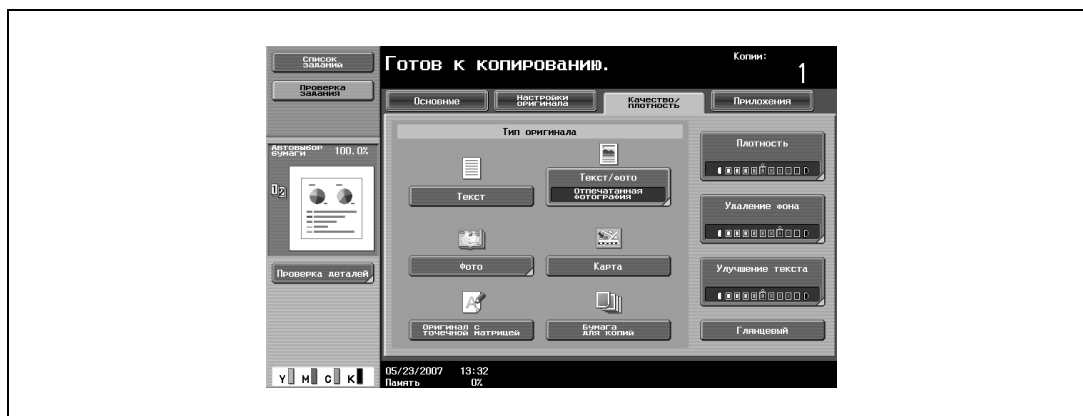 Список
заданий
Готов к копированию.
Копии:
1
Проверка
задания
Основные
Настройки
оригинала
Качество/
плотность
Приложения
Тип оригинала
Автовыбор
бумаги
100.0%
Плотность
Текст
Текст/фото
Отпечатанная
фотография
Удаление фона
Фото
Карта
Проверка деталей
Улучшение текста
Оригинал с
точечной матрицей
Бумага
для копий
Глянцевый
Y M C K
05/23/2007 13:32
Память 0%